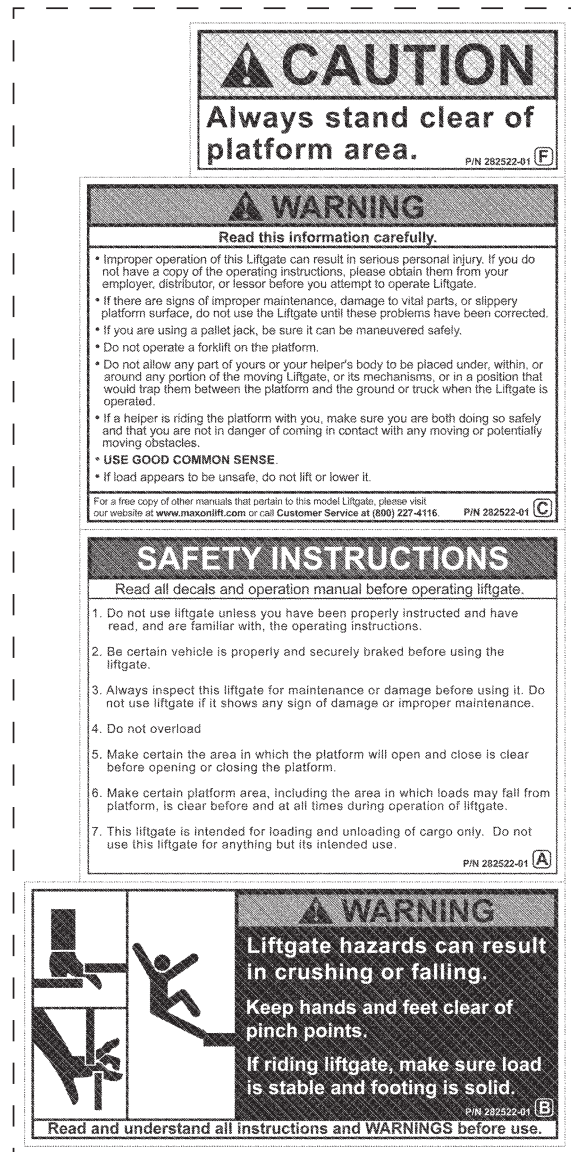 CAUTION
Always stand clear of
platform area.
P/N 282522-01 F
WARNING
Read this information carefully.
• Improper operation of this Liftgate can result in serious personal injury. If you do
not have a copy of the operating instructions, please obtain them from your
employer, distributor, or lessor before you attempt to operate Liftgate.
• If there are signs of improper maintenance, damage to vital parts, or slippery
platform surface, do not use the Liftgate until these problems have been corrected.
• If you are using a pallet jack, be sure it can be maneuvered safely.
• Do not operate a forklift on the platform.
• Do not allow any part of yours or your helper's body to be placed under, within, or
around any portion of the moving Liftgate, or its mechanisms, or in a position that
would trap them between the platform and the ground or truck when the Liftgate is
operated.
• If a helper is riding the platform with you, make sure you are both doing so safely
and that you are not in danger of coming in contact with any moving or potentially
moving obstacles.
• USE GOOD COMMON SENSE.
• If load appears to be unsafe, do not lift or lower it.
For a free copy of other manuals that pertain to this model Liftgate, please visit
our website at www.maxonlift.com or call Customer Service at (800) 227-4116. P/N 282522-01 C
SAFETY INSTRUCTIONS
Read all decals and operation manual before operating liftgate.
1. Do not use liftgate unless you have been properly instructed and have
read, and are familiar with, the operating instructions.
2. Be certain vehicle is properly and securely braked before using the
liftgate.
3. Always inspect this liftgate for maintenance or damage before using it. Do
not use liftgate if it shows any sign of damage or improper maintenance.
4. Do not overload
5. Make certain the area in which the platform will open and close is clear
before opening or closing the platform.
6. Make certain platform area, including the area in which loads may fall from
platform, is clear before and at all times during operation of liftgate.
7. This liftgate is intended for loading and unloading of cargo only. Do not
use this liftgate for anything but its intended use.
P/N 282522-01 A
WARNING
Liftgate hazards can result
in crushing or falling.
Keep hands and feet clear of
pinch points.
If riding liftgate, make sure load
is stable and footing is solid.
P/N 282522-01 B
Read and understand all instructions and WARNINGS before use.